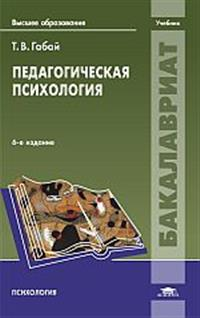 Высшее образование
Учебник
Т. В. Габай
ПЕДАГОГИЧЕСКАЯ
ПСИХОЛОГИЯ
6-е издание
БАКАЛАВРИАТ
ПСИХОЛОГИЯ